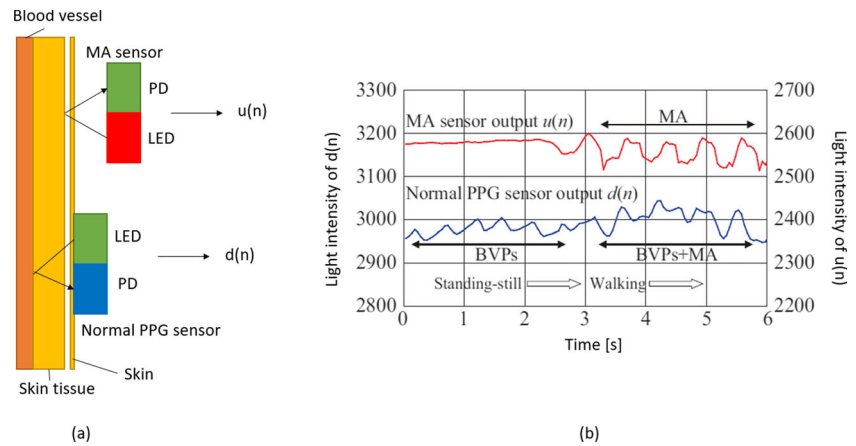 Blood vessel
MA sensor
PD
LED
u(n)
LED
PD
d(n)
Normal PPG sensor
Skin
Skin tissue
(a)
Light intensity of d(n)
3300
3200
3100
3000
2900
2800
2700
2600
2500
2400
2300
2200
Light intensity of u(n)
MA sensor output u(n)
MA
Normal PPG sensor output d(n)
BVPs
BVPs+MA
Standing-still
Walking
0 1 2 3 4 5 6
Time [s]
(b)